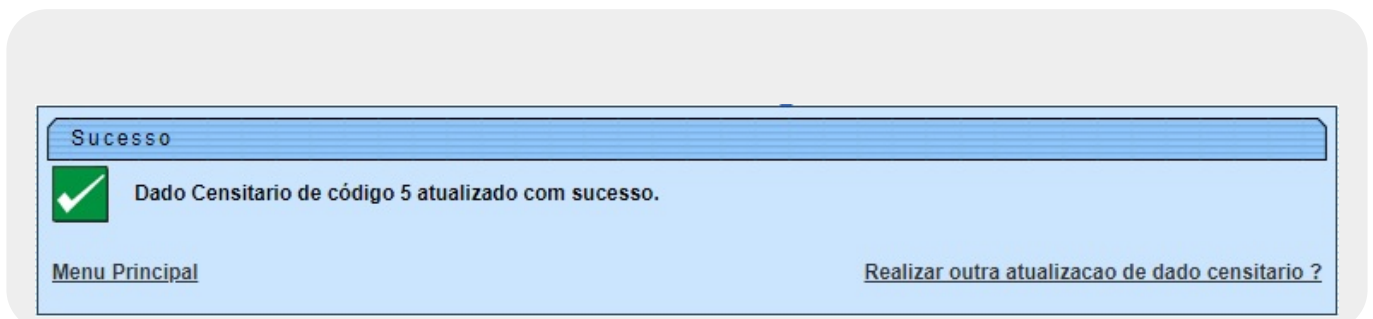 Sucesso
Dado Censitario de código 5 atualizado com sucesso.
Menu Principal
Realizar outra atualizacao de dado censitario ?